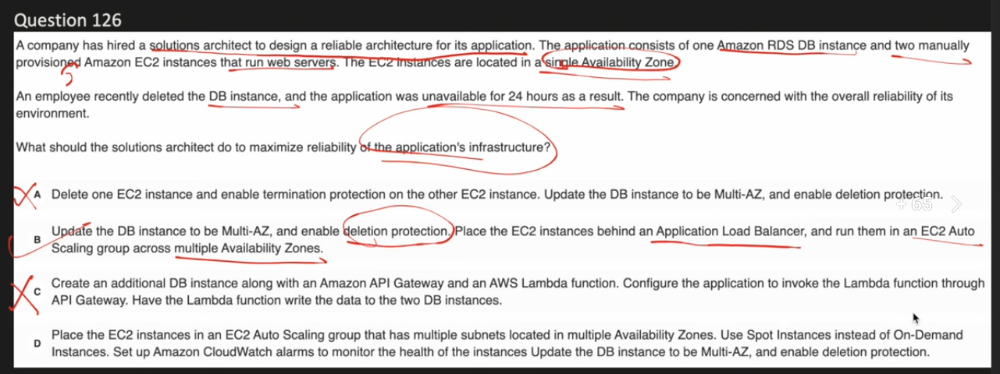 Question 126
A company has hired a solutions architect to design a reliable architecture for its application. The application consists of one Amazon RDS DB instance and two manually
provisioned Amazon EC2 instances that run web servers. The EC2 instances are located in a single Availability Zone.
An employee recently deleted the DB instance, and the application was unavailable for 24 hours as a result. The company is concerned with the overall reliability of its
environment.
What should the solutions architect do to maximize reliability of the application's infrastructure?
A Delete one EC2 instance and enable termination protection on the other EC2 instance. Update the DB instance to be Multi-AZ, and enable deletion protection.
+ 65 >
B Update the DB instance to be Multi-AZ, and enable deletion protection. Place the EC2 instances behind an Application Load Balancer, and run them in an EC2 Auto
Scaling group across multiple Availability Zones.
C Create an additional DB instance along with an Amazon API Gateway and an AWS Lambda function. Configure the application to invoke the Lambda function through
API Gateway. Have the Lambda function write the data to the two DB instances.
D Place the EC2 instances in an EC2 Auto Scaling group that has multiple subnets located in multiple Availability Zones. Use Spot Instances instead of On-Demand
Instances. Set up Amazon CloudWatch alarms to monitor the health of the instances Update the DB instance to be Multi-AZ, and enable deletion protection.